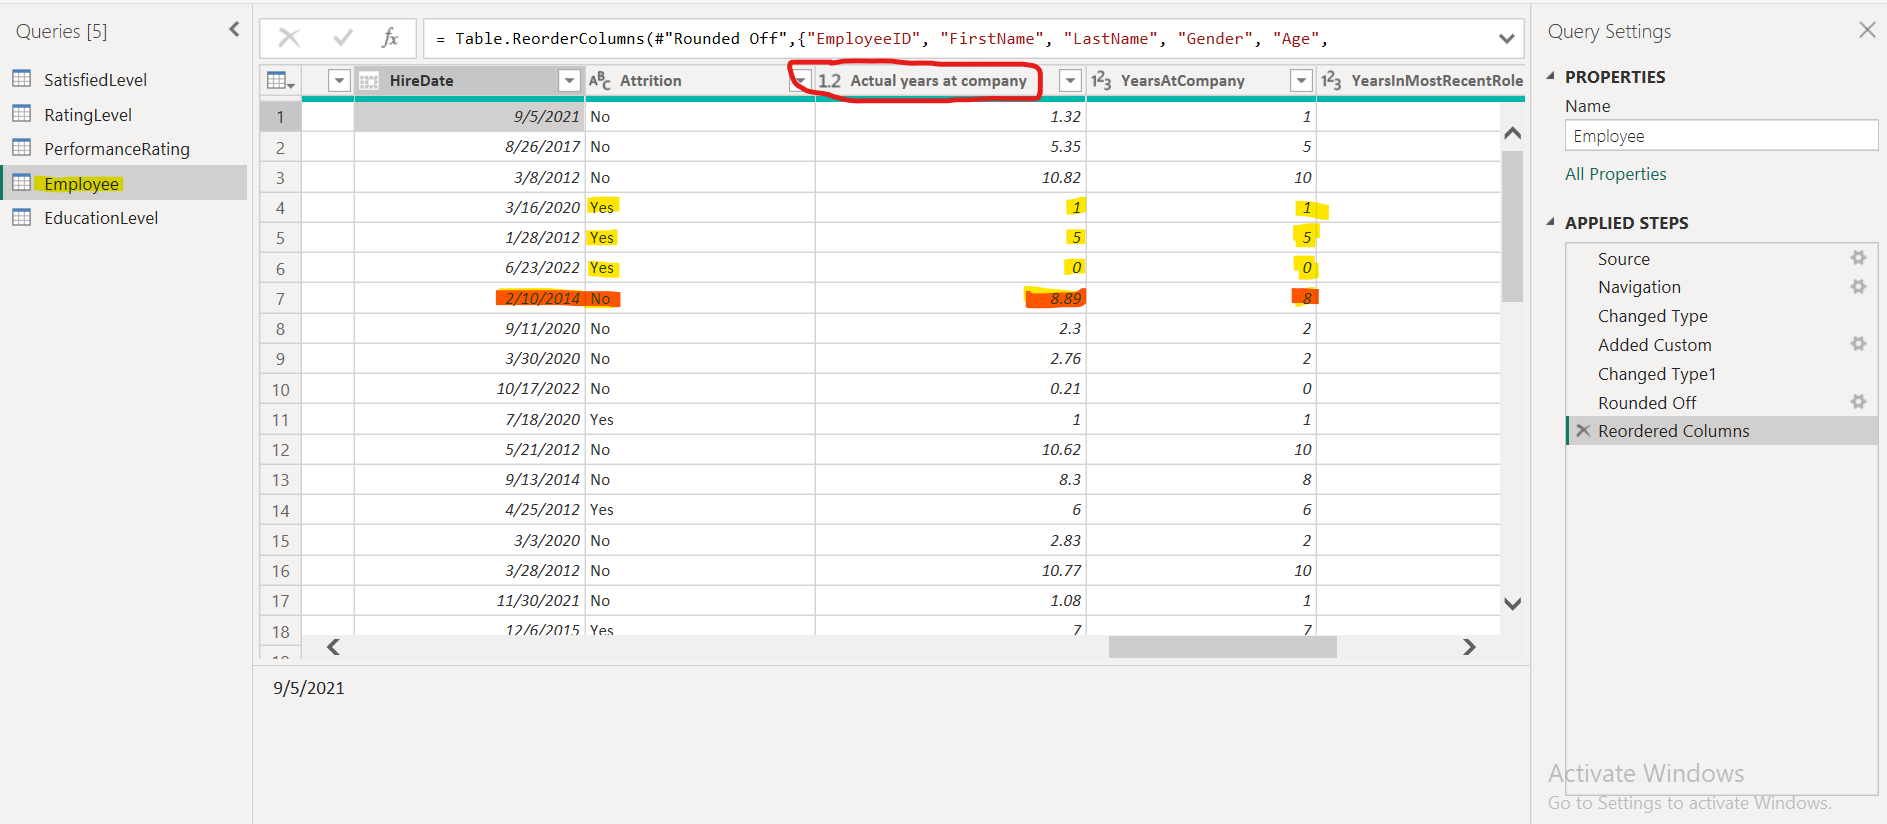 Queries [5]
SatisfiedLevel
RatingLevel
PerformanceRating
Employee
EducationLevel
fx
= Table.ReorderColumns(#"Rounded Off",{"EmployeeID", "FirstName", "LastName", "Gender", "Age",
HireDate ABC Attrition 1.2 Actual years at company 123 YearsAtCompany 123 YearsInMostRecentRole
1 9/5/2021 No 1.32 1
2 8/26/2017 No 5.35 5
3 3/8/2012 No 10.82 10
4 3/16/2020 Yes 1 1
5 1/28/2012 Yes 5 5
6 6/23/2022 Yes 0 0
7 2/10/2014 No 8.89 8
8 9/11/2020 No 2.3 2
9 3/30/2020 No 2.76 2
10 10/17/2022 No 0.21 0
11 7/18/2020 Yes 1 1
12 5/21/2012 No 10.62 10
13 9/13/2014 No 8.3 8
14 4/25/2012 Yes 6 6
15 3/3/2020 No 2.83 2
16 3/28/2012 No 10.77 10
17 11/30/2021 No 1.08 1
18 12/6/2015 Yes 7 7
9/5/2021
Query Settings
PROPERTIES
Name
Employee
All Properties
APPLIED STEPS
Source
Navigation
Changed Type
Added Custom
Changed Type1
Rounded Off
Reordered Columns
Activate Windows
Go to Settings to activate Windows.